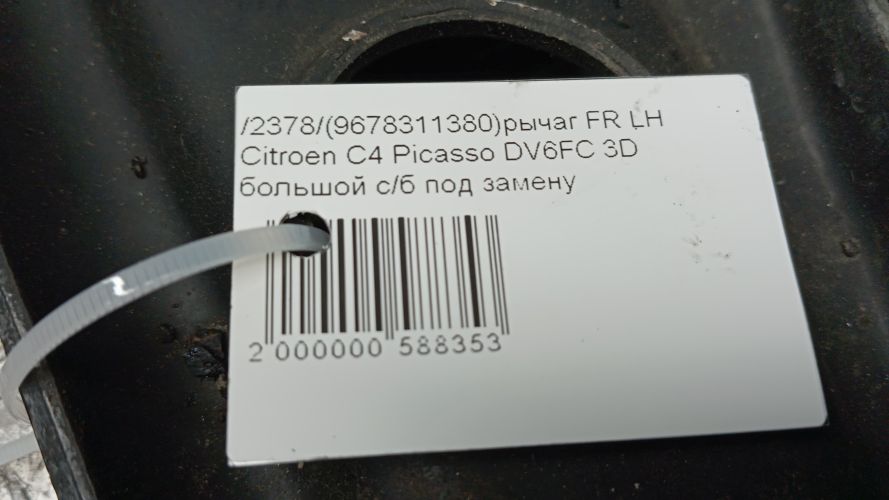 /2378/(9678311380)рычаг FR LH
Citroen C4 Picasso DV6FC 3D
большой с/б под замену
2 000000 588353